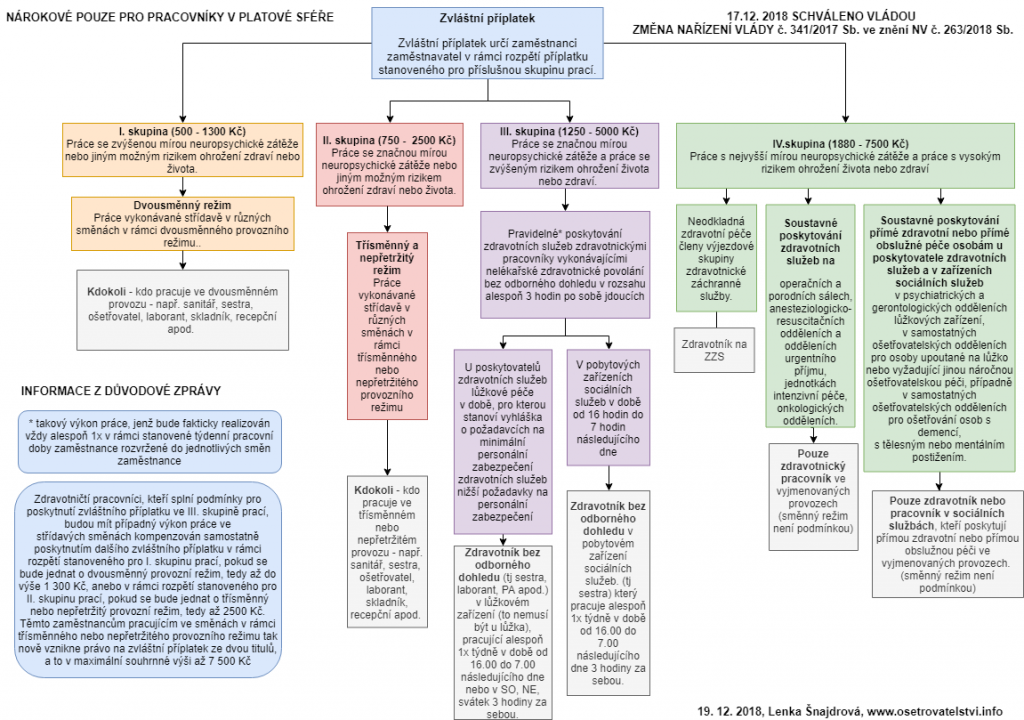 NÁROKOVÉ POUZE PRO PRACOVNÍKY V PLATOVÉ SFÉŘE
Zvláštní příplatek
Zvláštní příplatek určí zaměstnanci
zaměstnavatel v rámci rozpětí příplatku
stanoveného pro příslušnou skupinu prací.
17.12. 2018 SCHVÁLENO VLÁDOU
ZMĚNA NAŘÍZENÍ VLÁDY č. 341/2017 Sb. ve znění NV č. 263/2018 Sb.
I. skupina (500 - 1300 Kč)
Práce se zvýšenou mírou neuropsychické zátěže
nebo jiným možným rizikem ohrožení zdraví nebo
života.
Dvousměnný režim
Práce vykonávané střídavě v různých
směnách v rámci dvousměnného provozního
režimu..
Kdokoli - kdo pracuje ve dvousměnném
provozu - např. sanitář, sestra,
ošetřovatel, laborant, skladník, recepční
apod.
II. skupina (750 - 2500 Kč)
Práce se značnou mírou
neuropsychické zátěže nebo
jiným možným rizikem
ohrožení zdraví nebo života.
Třísměnný a
nepřetržitý
režim
Práce
vykonávané
střídavě v
různých
směnách v
rámci
třísměnného
nebo
nepřetržitého
provozního
režimu
Kdokoli - kdo
pracuje ve
třísměnném nebo
nepřetržitém
provozu - např.
sanitář, sestra,
ošetřovatel,
laborant,
skladník,
recepční apod.
III. skupina (1250 - 5000 Kč)
Práce se značnou mírou
neuropsychické zátěže a práce se
zvýšeným rizikem ohrožení života
nebo zdraví.
Pravidelné* poskytování
zdravotních služeb zdravotnickými
pracovníky vykonávajícími
nelékařské zdravotnické povolání
bez odborného dohledu v rozsahu
alespoň 3 hodin po sobě jdoucích
U poskytovatelů
zdravotních služeb
lůžkové péče
v době, pro kterou
stanoví vyhláška
o požadavcích na
minimální
personální
zabezpečení
zdravotních služeb
nižší požadavky na
personální
zabezpečení
Zdravotník bez
odborného
dohledu (tj sestra,
laborant, PA apod.)
v lůžkovém
zařízení (to nemusí
být u lůžka),
pracující alespoň
1x týdně v době od
16.00 do 7.00
následujícího dne
nebo v SO, NE,
svátek 3 hodiny za
sebou.
V pobytových
zařízeních
sociálních
služeb v době
od 16 hodin do
7 hodin
následujícího
dne
Zdravotník bez
odborného
dohledu v
pobytovém
zařízení sociální
služeb. (tj
sestra) který
pracuje alespoň
1x týdně v době
od 16.00 do
7.00
následujícího
dne 3 hodiny za
sebou.
IV.skupina (1880 - 7500 Kč)
Práce s nejvyšší mírou neuropsychické zátěže a práce s vysokým
rizikem ohrožení života nebo zdraví
Neodkladná
zdravotní péče
členy výjezdové
skupiny
zdravotnické
záchranné
služby.
Zdravotník na
ZZS
Soustavné
poskytování
zdravotních
služeb na
operačních a
porodních sálech,
anesteziologicko-
resuscitačních
odděleních a
odděleních
urgentního
příjmu,
jednotkách
intenzivní péče,
onkologických
odděleních.
Pouze
zdravotnický
pracovník ve
vyjmenovaných
provozech
(směnný režim
není podmínkou)
Soustavné poskytování
přímé zdravotní nebo přímé
obslužné péče osobám u
poskytovatele zdravotních
služeb a v zařízeních
sociálních služeb
v psychiatrických a
gerontologických odděleních
lůžkových zařízení,
v samostatných
ošetřovatelských odděleních
pro osoby upoutané na lůžko
nebo vyžadující jinou náročnou
ošetřovatelskou péči, případně
v samostatných
ošetřovatelských odděleních
pro ošetřování osob s
demencí,
s tělesným nebo mentálním
postižením.
Pouze zdravotník nebo
pracovník v sociálních
službách, kteří poskytují
přímou zdravotní nebo přímou
obslužnou péči ve
vyjmenovaných provozech.
(směnný režim není
podmínkou)
INFORMACE Z DŮVODOVÉ ZPRÁVY
* takový výkon práce, jenž bude fakticky realizován
vždy alespoň 1x v rámci stanovené týdenní pracovní
doby zaměstnance rozvržené do jednotlivých směn
zaměstnance
Zdravotničtí pracovníci, kteří splní podmínky pro
poskytnutí zvláštního příplatku ve III. skupině prací,
budou mít případný výkon práce ve
střídavých směnách kompenzován samostatně
poskytnutím dalšího zvláštního příplatku v rámci
rozpětí stanoveného pro I. skupinu prací, pokud se
bude jednat o dvousměnný provozní režim, tedy až do
výše 1 300 Kč, anebo v rámci rozpětí stanoveného pro
II. skupinu prací, pokud se bude jednat o třísměnný
nebo nepřetržitý provozní režim, tedy až 2500 Kč.
Těmto zaměstnancům pracujícím ve směnách v rámci
třísměnného nebo nepřetržitého provozního režimu tak
nově vznikne právo na zvláštní příplatek ze dvou titulů,
a to v maximální souhrnné výši až 7 500 Kč
19. 12. 2018, Lenka Šnajdrová, www.osetrovatelstvi.info